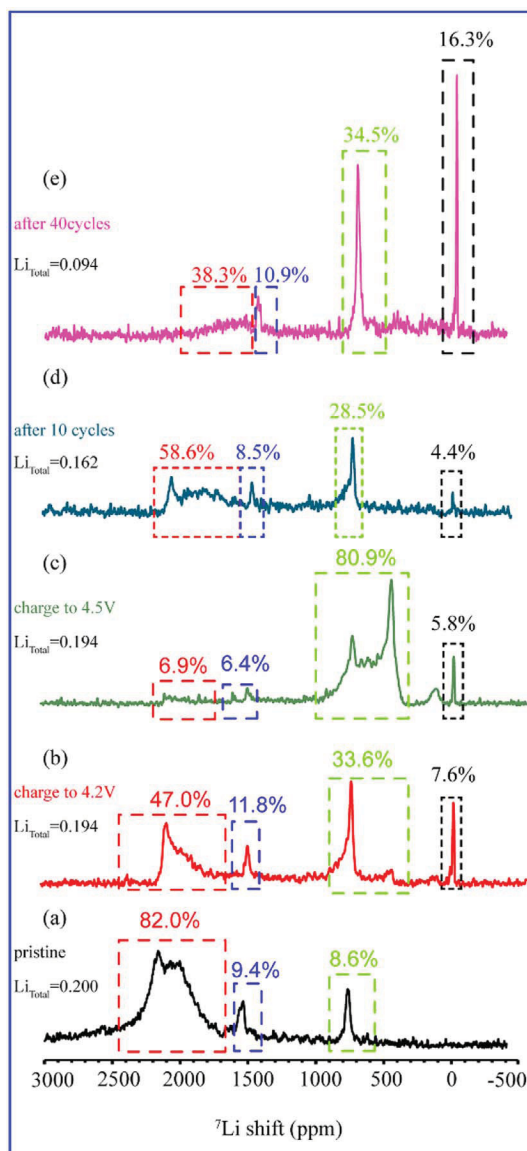 16.3%
34.5%
(e)
after 40cycles
Li_Total=0.094
38.3%
10.9%
(d)
after 10 cycles
Li_Total=0.162
58.6%
8.5%
28.5%
4.4%
(c)
charge to 4.5V
Li_Total=0.194
80.9%
5.8%
6.9%
6.4%
(b)
charge to 4.2V
Li_Total=0.194
47.0%
11.8%
33.6%
7.6%
(a)
pristine
Li_Total=0.200
82.0%
9.4%
8.6%
3000 2500 2000 1500 1000 500 0 -500
⁷Li shift (ppm)